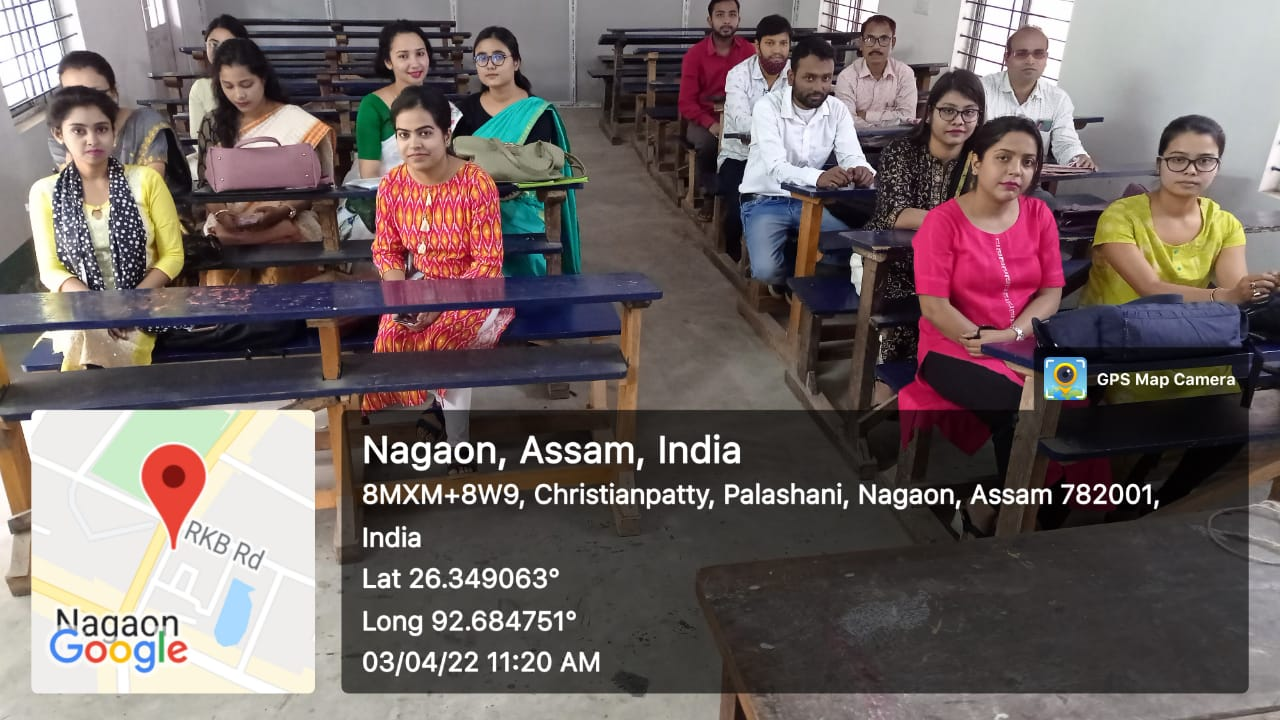 GPS Map Camera
Nagaon, Assam, India
8MXM+8W9, Christianpatty, Palashani, Nagaon, Assam 782001,
India
Lat 26.349063°
Long 92.684751°
03/04/22 11:20 AM
RKB Rd
Nagaon
Google